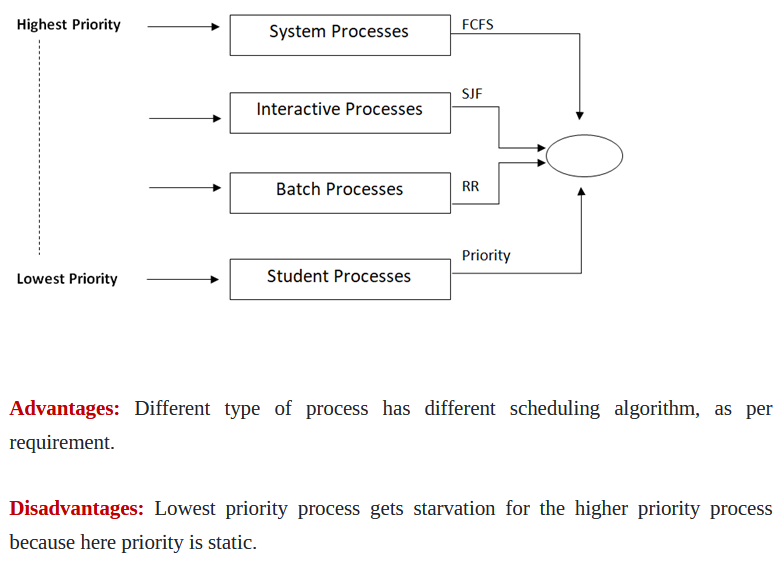 Highest Priority
System Processes
FCFS
Interactive Processes
SJF
Batch Processes
RR
Lowest Priority
Student Processes
Priority
Advantages: Different type of process has different scheduling algorithm, as per
requirement.
Disadvantages: Lowest priority process gets starvation for the higher priority process
because here priority is static.